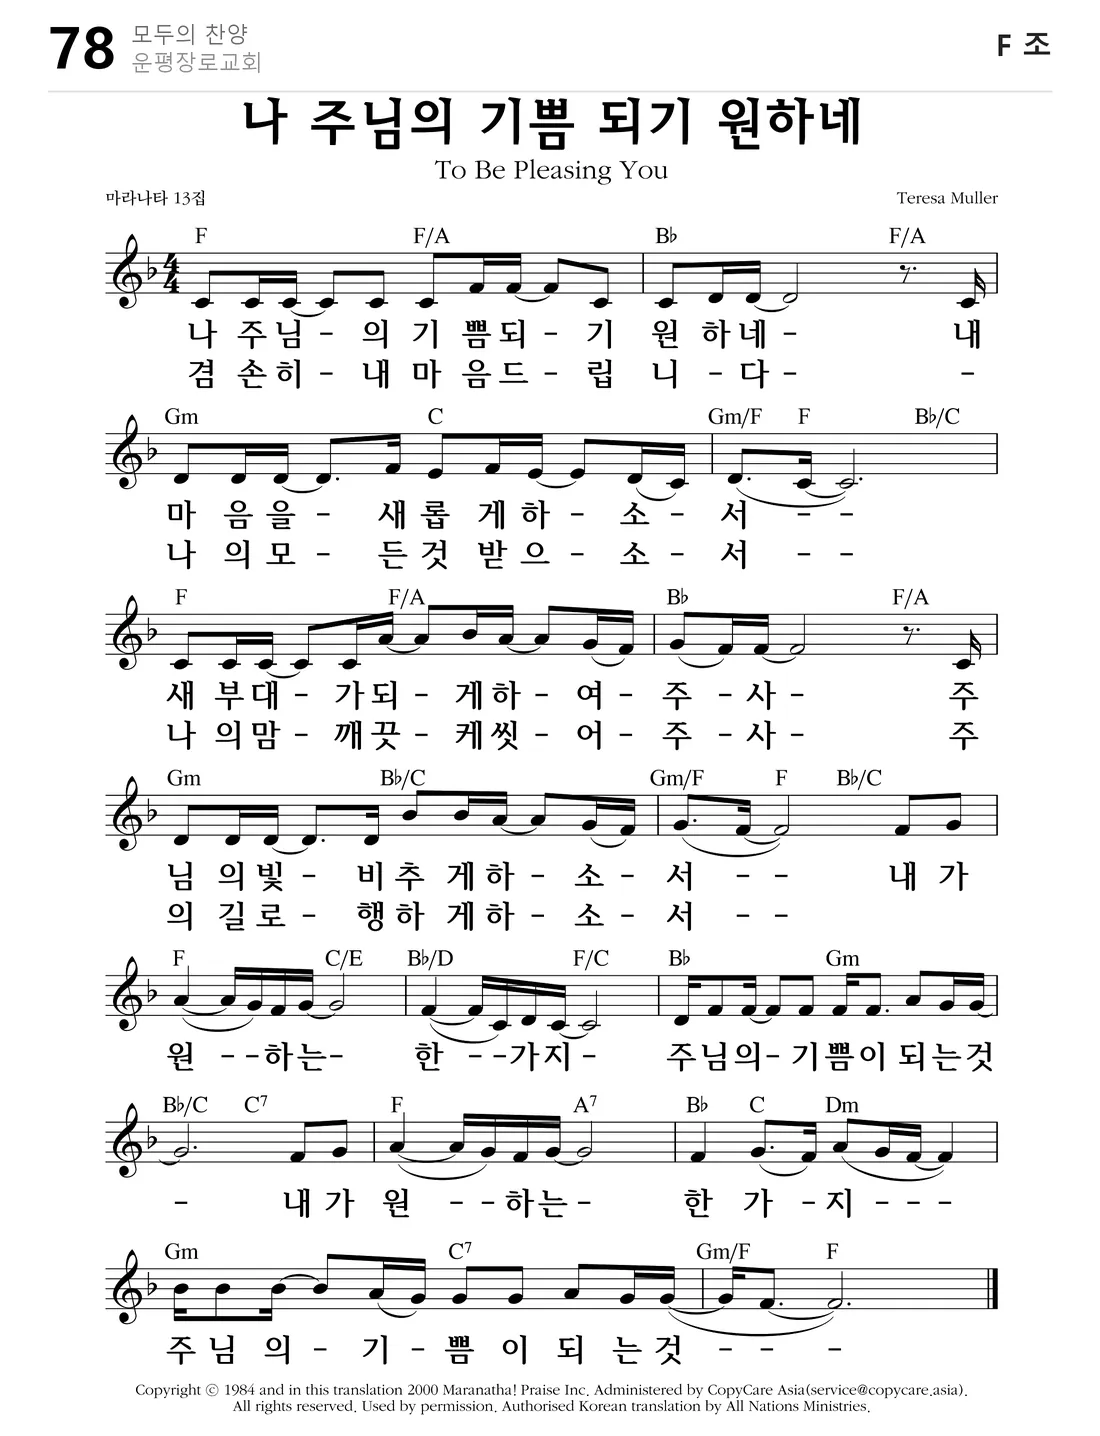 78 모두의 찬양
운평장로교회
F 조
나 주님의 기쁨 되기 원하네
To Be Pleasing You
마라나타 13집 Teresa Muller
F F/A B♭ F/A
4/4
나 주님 - 의 기 쁨되 - 기 원 하네 - 내
겸 손히 - 내 마 음드 - 립 니 - 다 - -
Gm C Gm/F F B♭/C
마 음을 - 새롭 게하 - 소 - 서 - -
나 의모 - 든것 받으 - 소 - 서 - -
F F/A B♭ F/A
새 부대 - 가되 - 게하 - 여 - 주 - 사 - 주
나 의맘 - 깨끗 - 케씻 - 어 - 주 - 사 - 주
Gm B♭/C Gm/F F B♭/C
님 의빛 - 비추 게하 - 소 - 서 - - 내 가
의 길로 - 행하 게하 - 소 - 서 - -
F C/E B♭/D F/C B♭ Gm
원 - - 하는 - 한 - - 가지 - 주님의 - 기쁨이 되는것
B♭/C C7 F A7 B♭ C Dm
- 내 가 원 - - 하는 - 한 가 - 지 - - -
Gm C7 Gm/F F
주 님 의 - 기 - 쁨 이 되 는것 - - -
Copyright ⓒ 1984 and in this translation 2000 Maranatha! Praise Inc. Administered by CopyCare Asia(service@copycare.asia).
All rights reserved. Used by permission. Authorised Korean translation by All Nations Ministries.